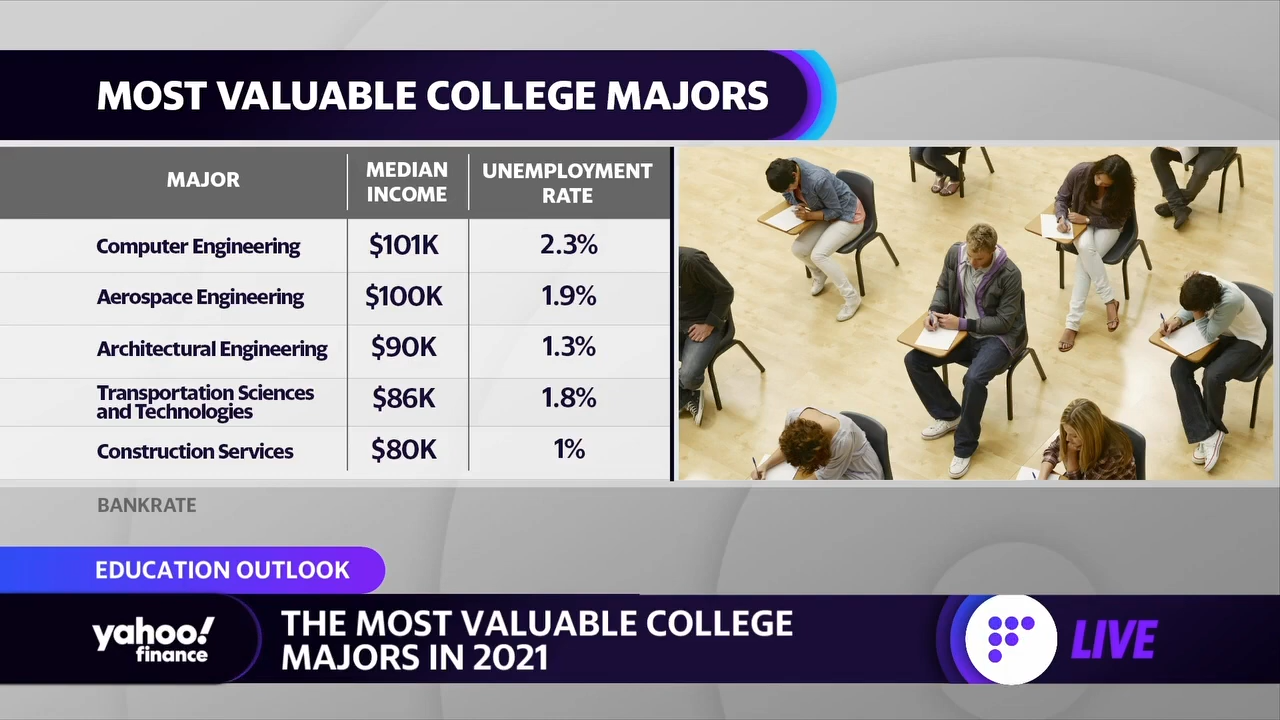 MOST VALUABLE COLLEGE MAJORS
MAJOR
MEDIAN
INCOME
UNEMPLOYMENT
RATE
Computer Engineering $101K 2.3%
Aerospace Engineering $100K 1.9%
Architectural Engineering $90K 1.3%
Transportation Sciences
and Technologies $86K 1.8%
Construction Services $80K 1%
BANKRATE
EDUCATION OUTLOOK
yahoo!
finance
THE MOST VALUABLE COLLEGE
MAJORS IN 2021
LIVE